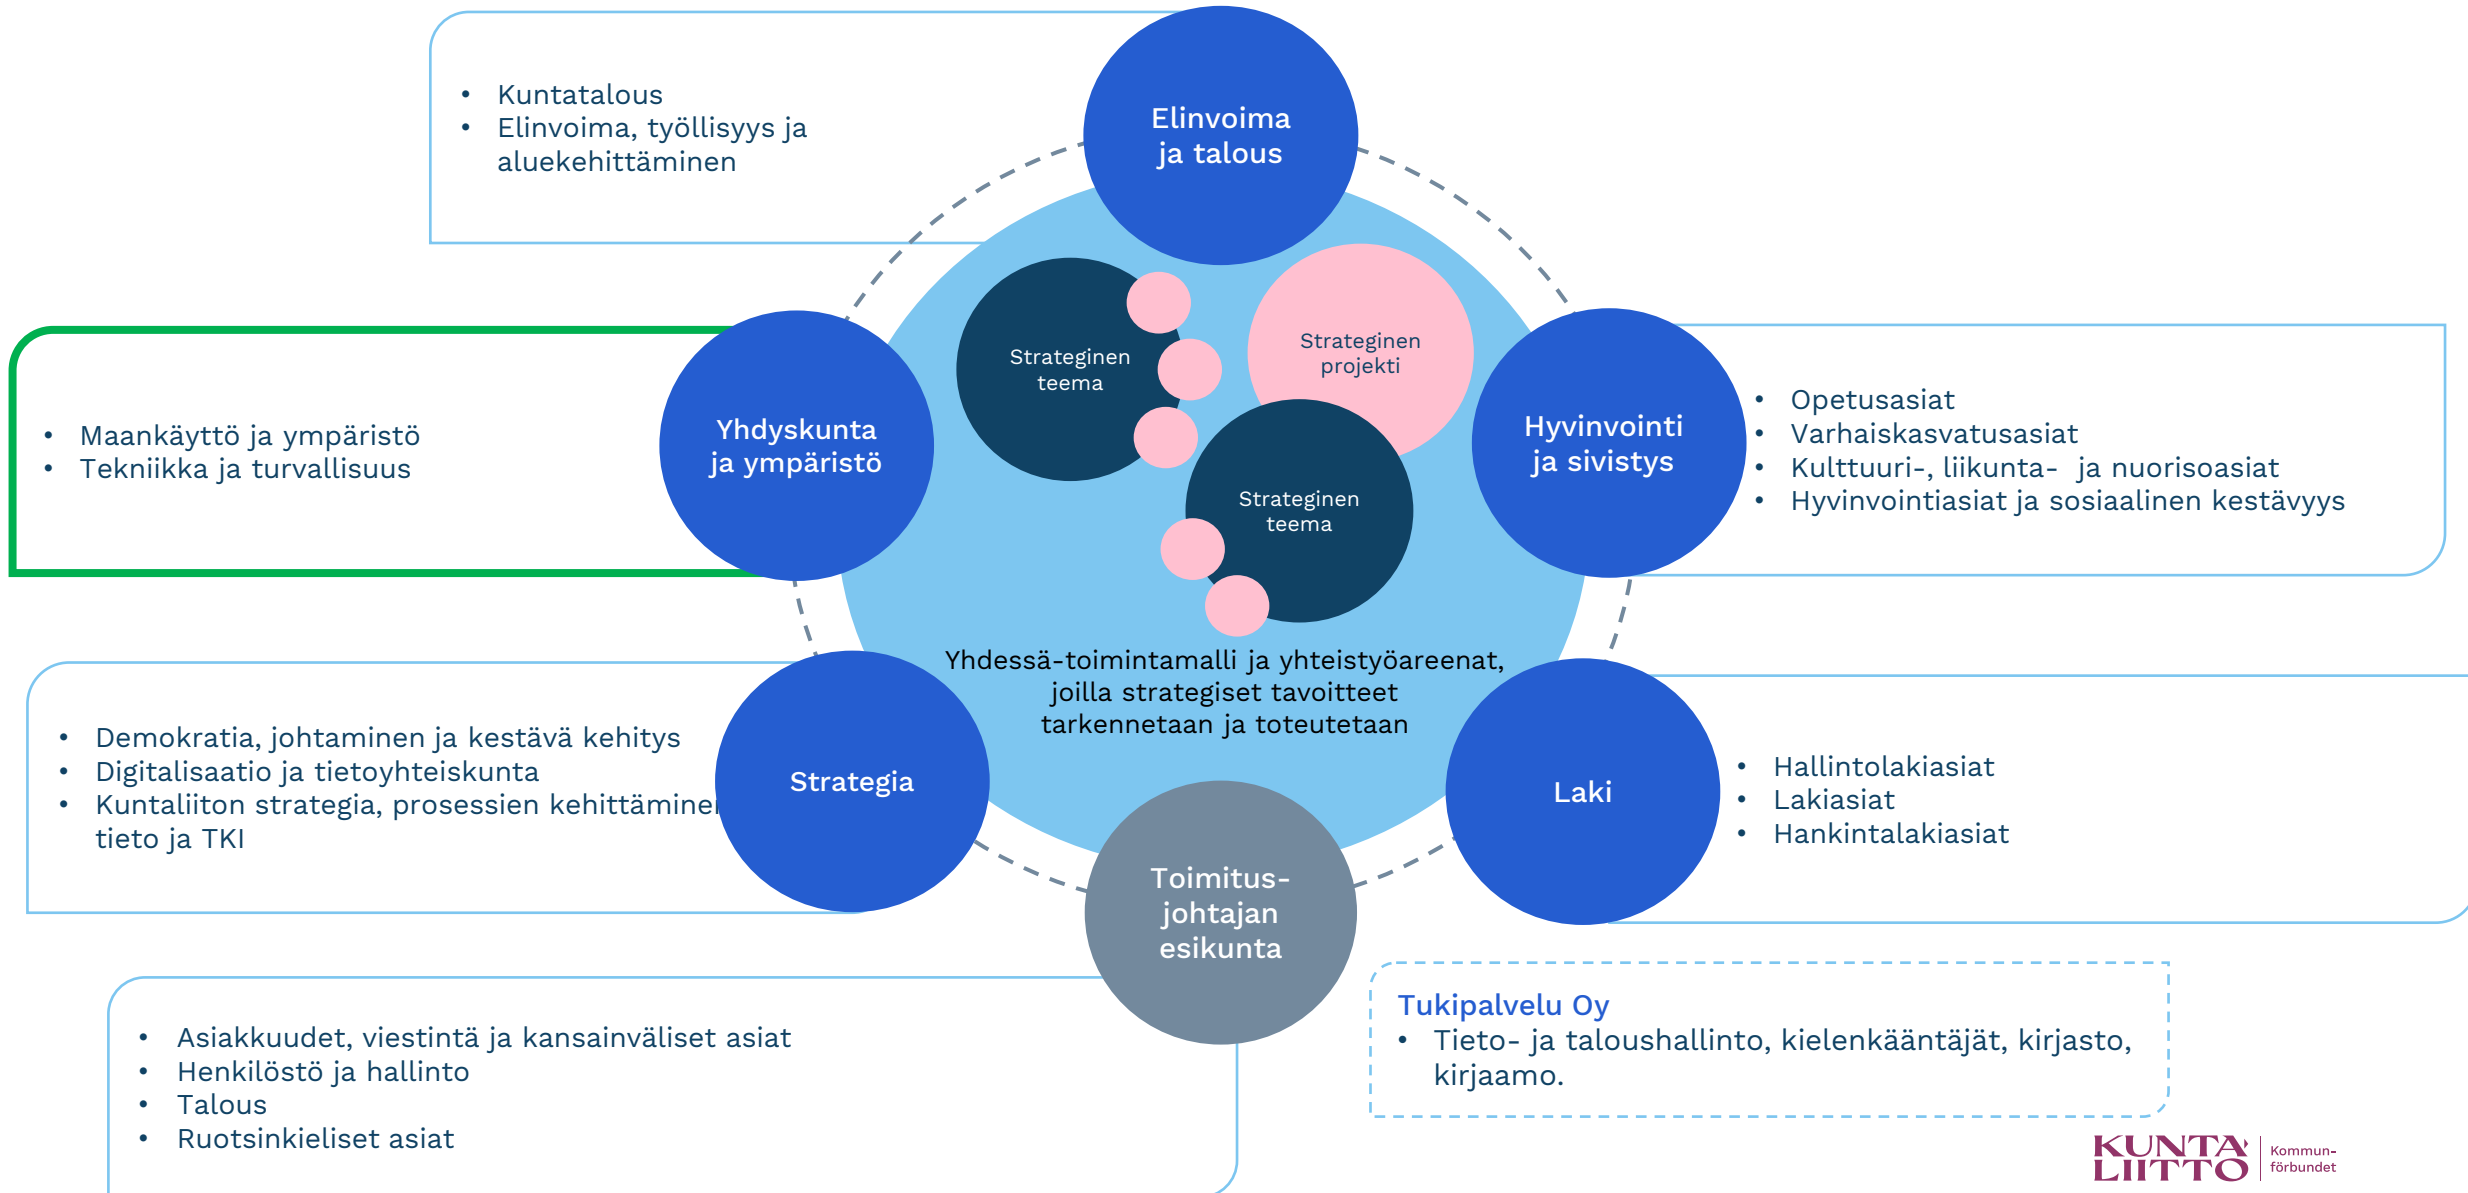 • Kuntatalous
• Elinvoima, työllisyys ja
aluekehittäminen
Elinvoima
ja talous
Strateginen
teema
Strateginen
projekti
Strateginen
teema
• Maankäyttö ja ympäristö
• Tekniikka ja turvallisuus
Yhdyskunta
ja ympäristö
Hyvinvointi
ja sivistys
• Opetusasiat
• Varhaiskasvatusasiat
• Kulttuuri-, liikunta- ja nuorisoasiat
• Hyvinvointiasiat ja sosiaalinen kestävyys
Yhdessä-toimintamalli ja yhteistyöareenat,
joilla strategiset tavoitteet
tarkennetaan ja toteutetaan
• Demokratia, johtaminen ja kestävä kehitys
• Digitalisaatio ja tietoyhteiskunta
• Kuntaliiton strategia, prosessien kehittäminen
tieto ja TKI
Strategia
Laki
• Hallintolakiasiat
• Lakiasiat
• Hankintalakiasiat
Toimitus-
johtajan
esikunta
• Asiakkuudet, viestintä ja kansainväliset asiat
• Henkilöstö ja hallinto
• Talous
• Ruotsinkieliset asiat
Tukipalvelu Oy
• Tieto- ja taloushallinto, kielenkääntäjät, kirjasto,
kirjaamo.
KUNTA
LIITTO
Kommun-
förbundet